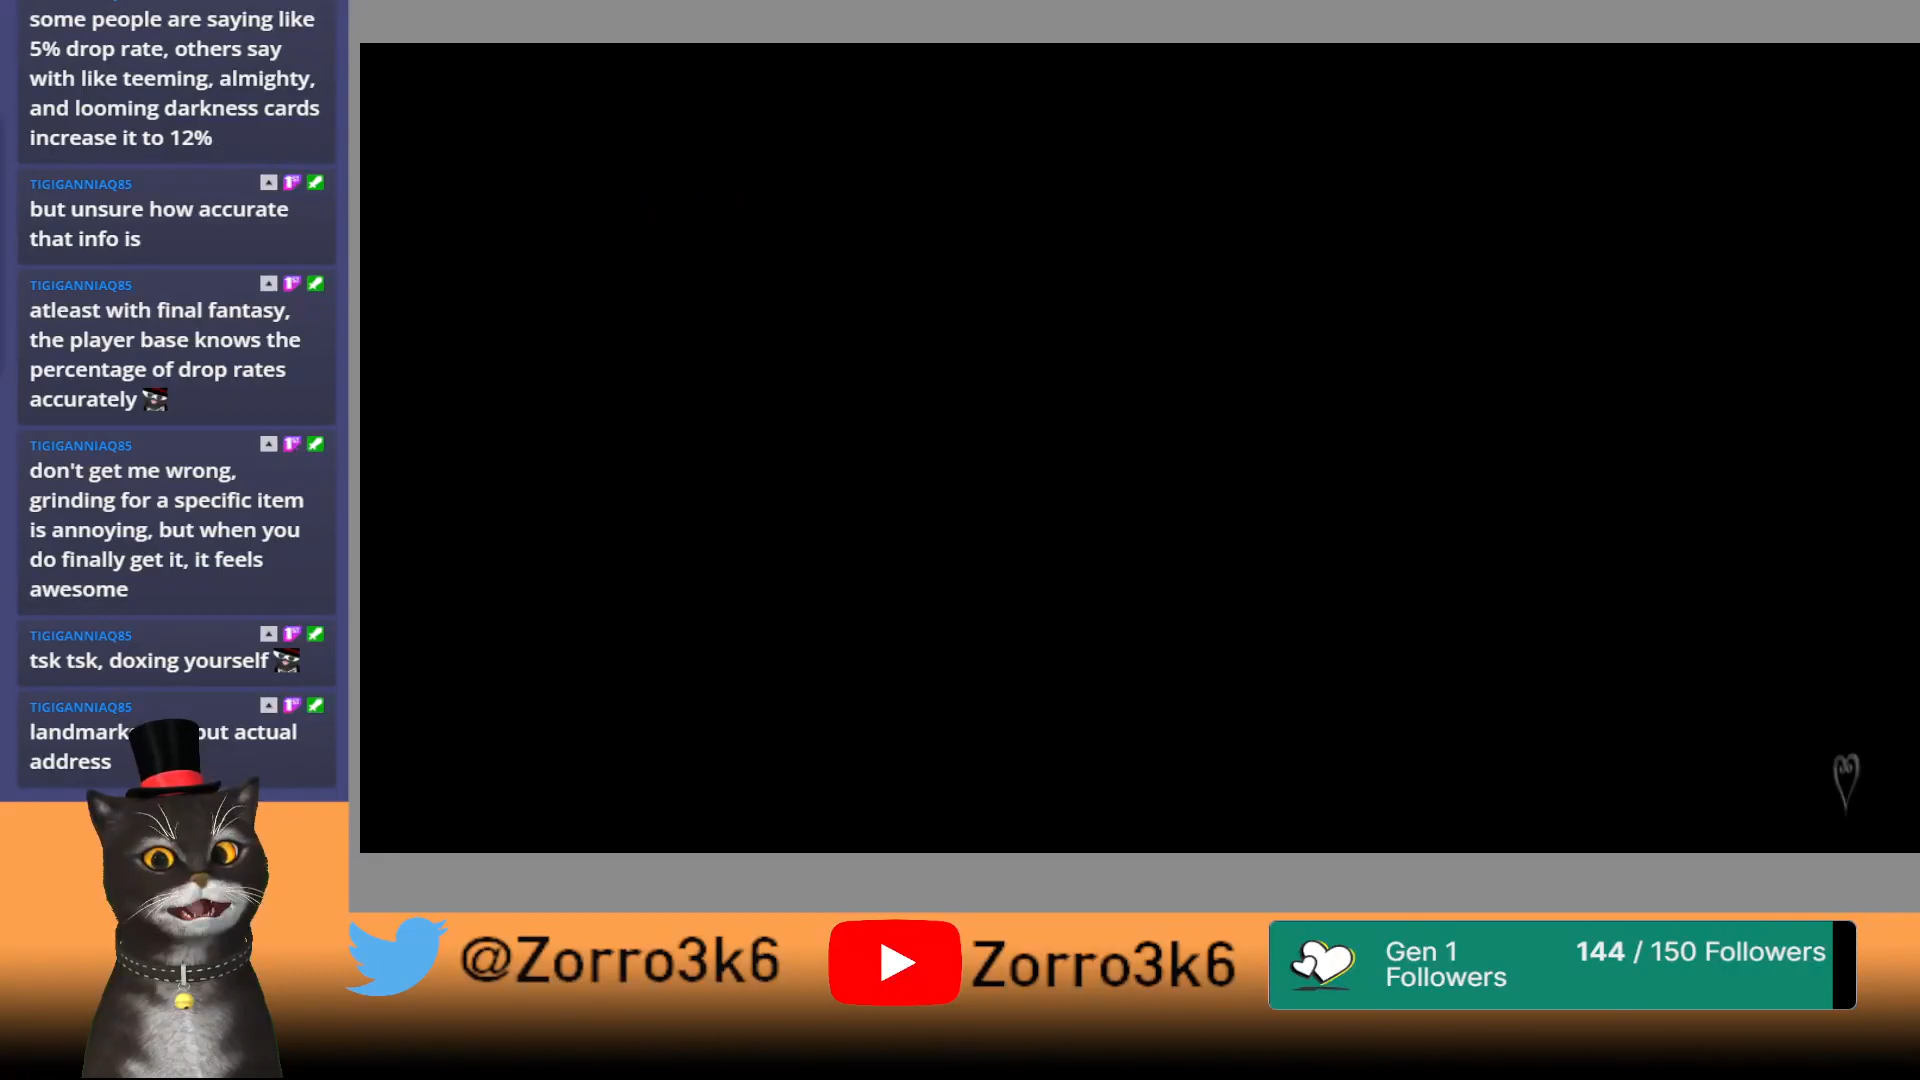 some people are saying like
5% drop rate, others say
with like teeming, almighty,
and looming darkness cards
increase it to 12%
TIGIGANNIAQ85
but unsure how accurate
that info is
TIGIGANNIAQ85
atleast with final fantasy,
the player base knows the
percentage of drop rates
accurately
TIGIGANNIAQ85
don't get me wrong,
grinding for a specific item
is annoying, but when you
do finally get it, it feels
awesome
TIGIGANNIAQ85
tsk tsk, doxing yourself
TIGIGANNIAQ85
actual
address
@Zorro3k6
Zorro3k6
Gen 1
Followers
144 / 150 Followers